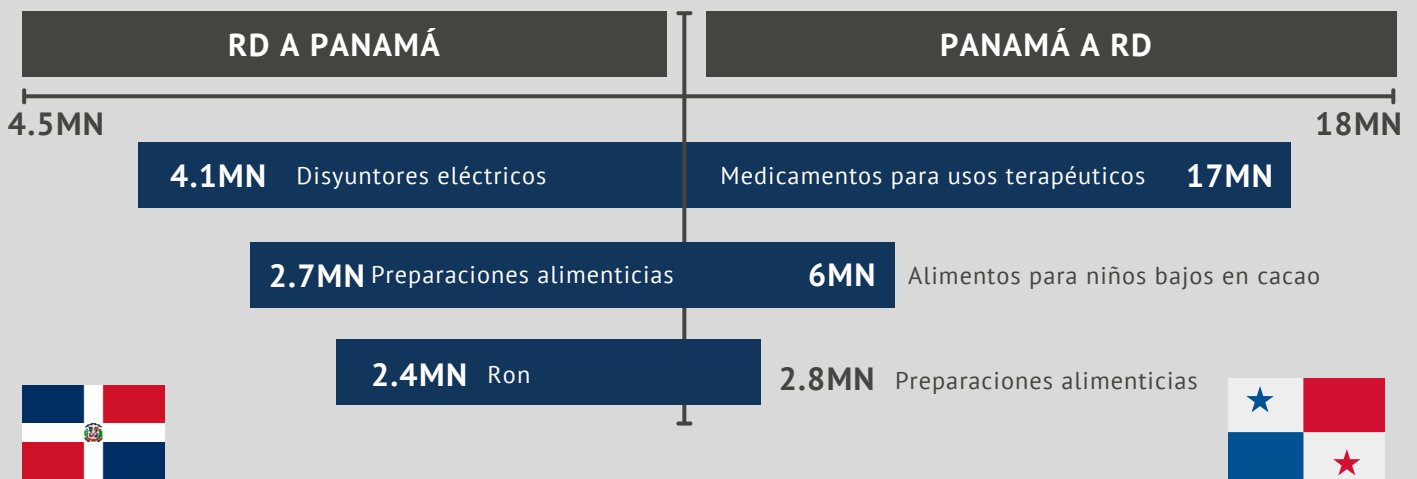 RD A PANAMÁ
PANAMÁ A RD
4.5MN
18MN
4.1MN Disyuntores eléctricos
Medicamentos para usos terapéuticos 17MN
2.7MN Preparaciones alimenticias
6MN Alimentos para niños bajos en cacao
2.4MN Ron
2.8MN Preparaciones alimenticias